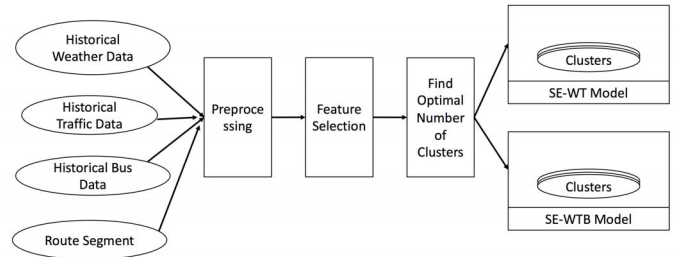 Historical
Weather Data
Historical
Traffic Data
Historical Bus
Data
Route Segment
Preproce
ssing
Feature
Selection
Find
Optimal
Number
of
Clusters
Clusters
SE-WT Model
Clusters
SE-WTB Model